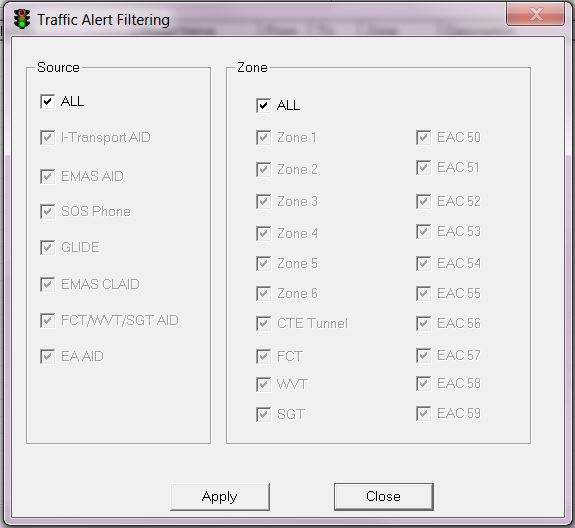 Traffic Alert Filtering
Source
ALL
I-Transport AID
EMAS AID
SOS Phone
GLIDE
EMAS CLAID
FCT/WVT/SGT AID
EA AID
Zone
ALL
Zone 1
Zone 2
Zone 3
Zone 4
Zone 5
Zone 6
CTE Tunnel
FCT
WVT
SGT
EAC 50
EAC 51
EAC 52
EAC 53
EAC 54
EAC 55
EAC 56
EAC 57
EAC 58
EAC 59
Apply
Close